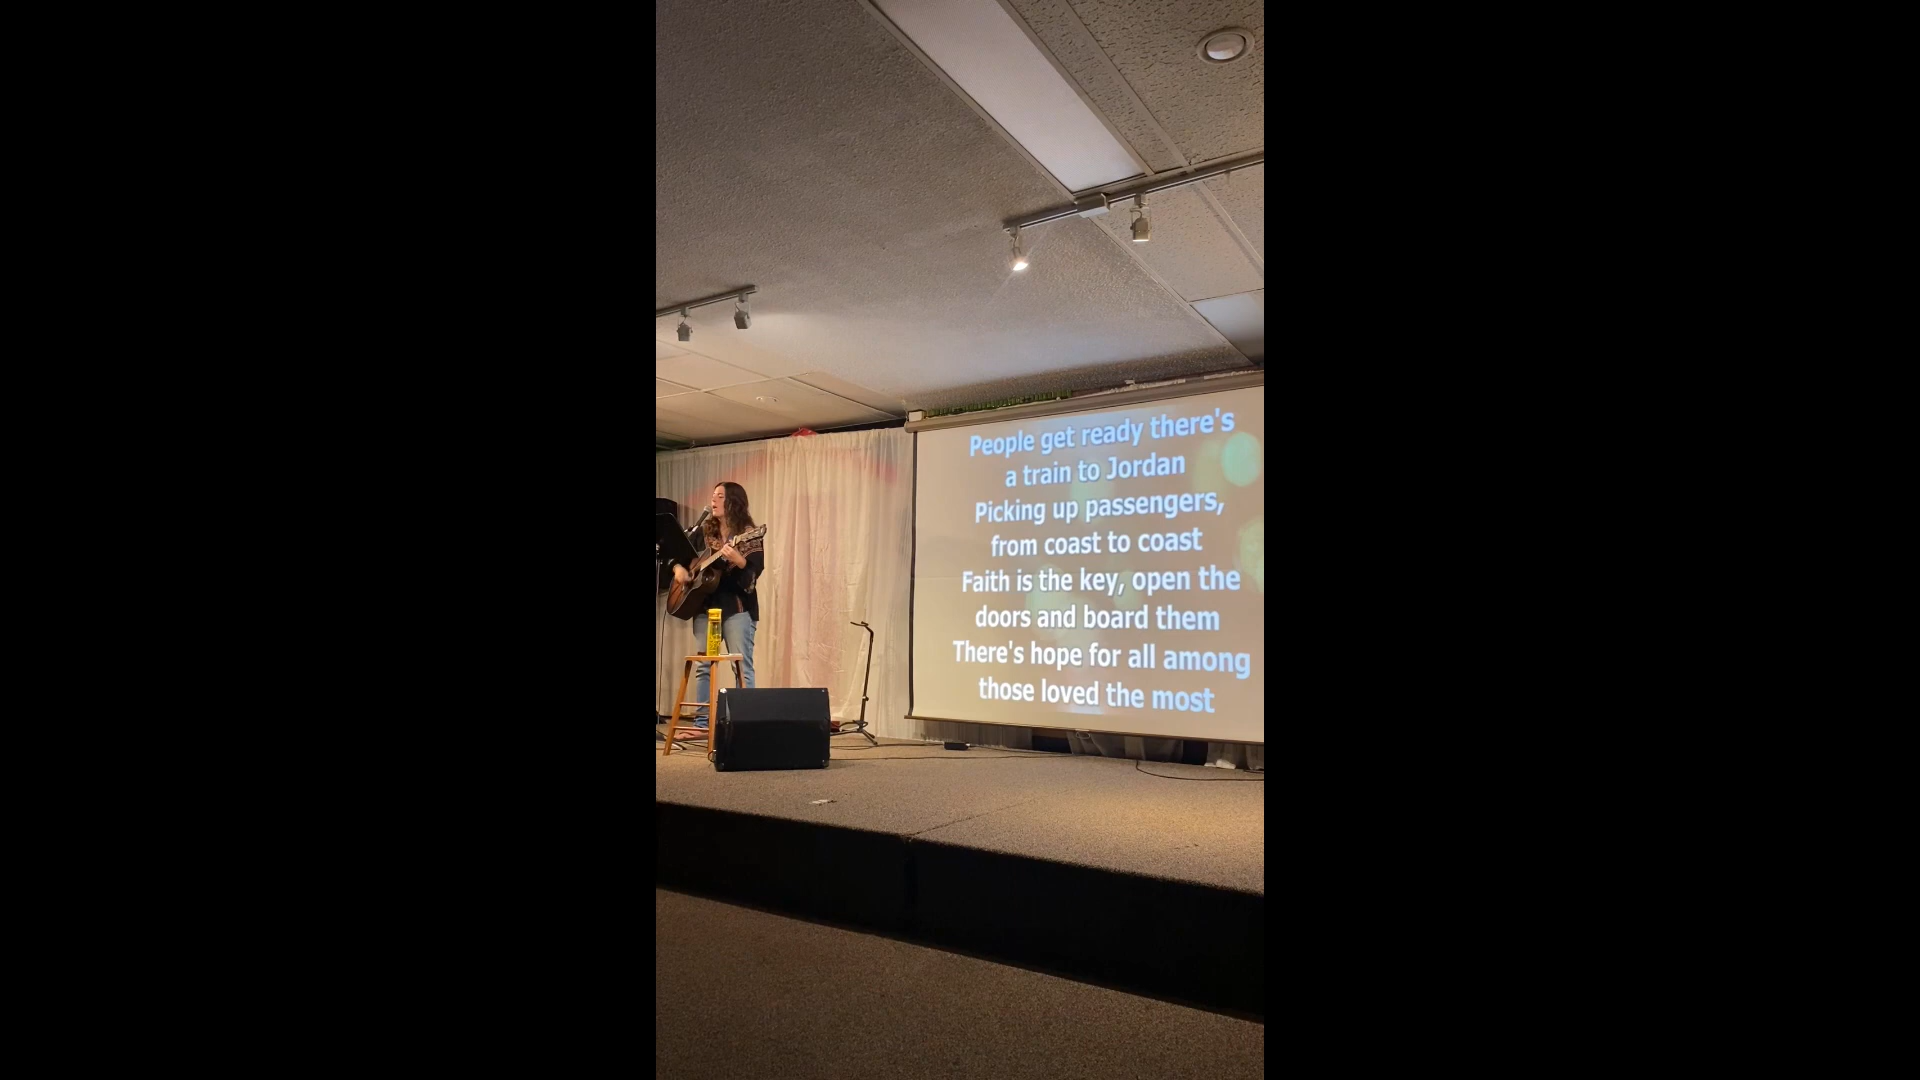 People get ready there's
a train to Jordan
Picking up passengers,
from coast to coast
Faith is the key, open the
doors and board them
There's hope for all among
those loved the most